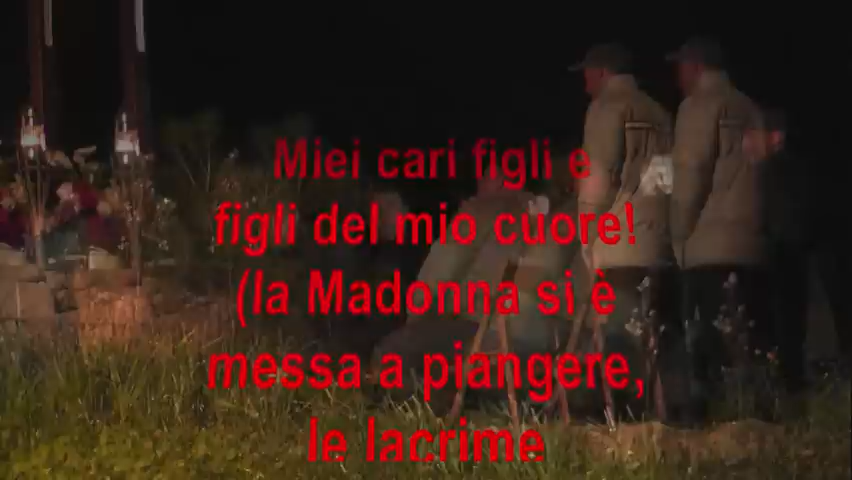 Miei cari figli e
figli del mio cuore!
(la Madonna si è
messa a piangere,
le lacrime